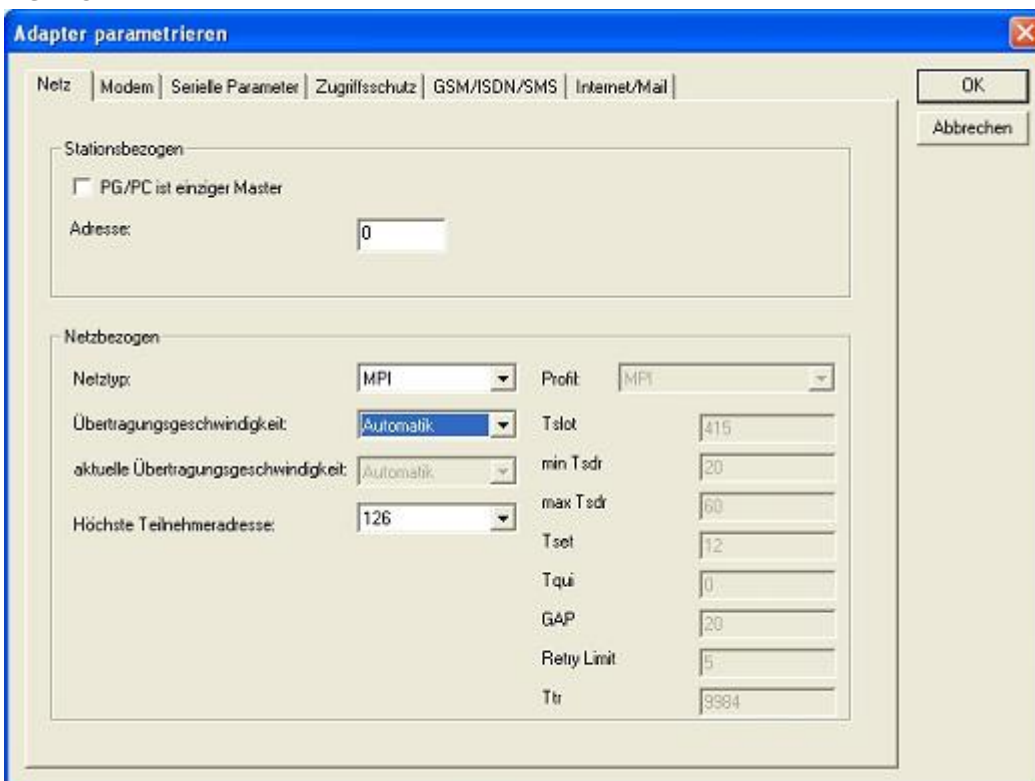 Adapter parametrieren
Netz Modem Serielle Parameter Zugriffsschutz GSM/ISDN/SMS Internet/Mail
OK
Abbrechen
Stationsbezogen
PG/PC ist einziger Master
Adresse: 0
Netzbezogen
Netztyp: MPI Profil: MPI
Übertragungsgeschwindigkeit: Automatik Tslot 415
aktuelle Übertragungsgeschwindigkeit: Automatik min Tsdr 20
max Tsdr 60
Höchste Teilnehmeradresse: 126
Tset 12
Tqui 0
GAP 20
Retry Limit 5
Ttr 9984